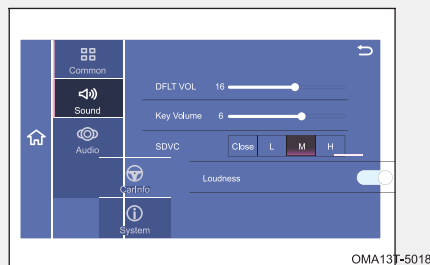 Common
Sound
Audio
CarInfo
System
DFLT VOL 16
Key Volume 6
SDVC Close L M H
Loudness
OMA13T-5018